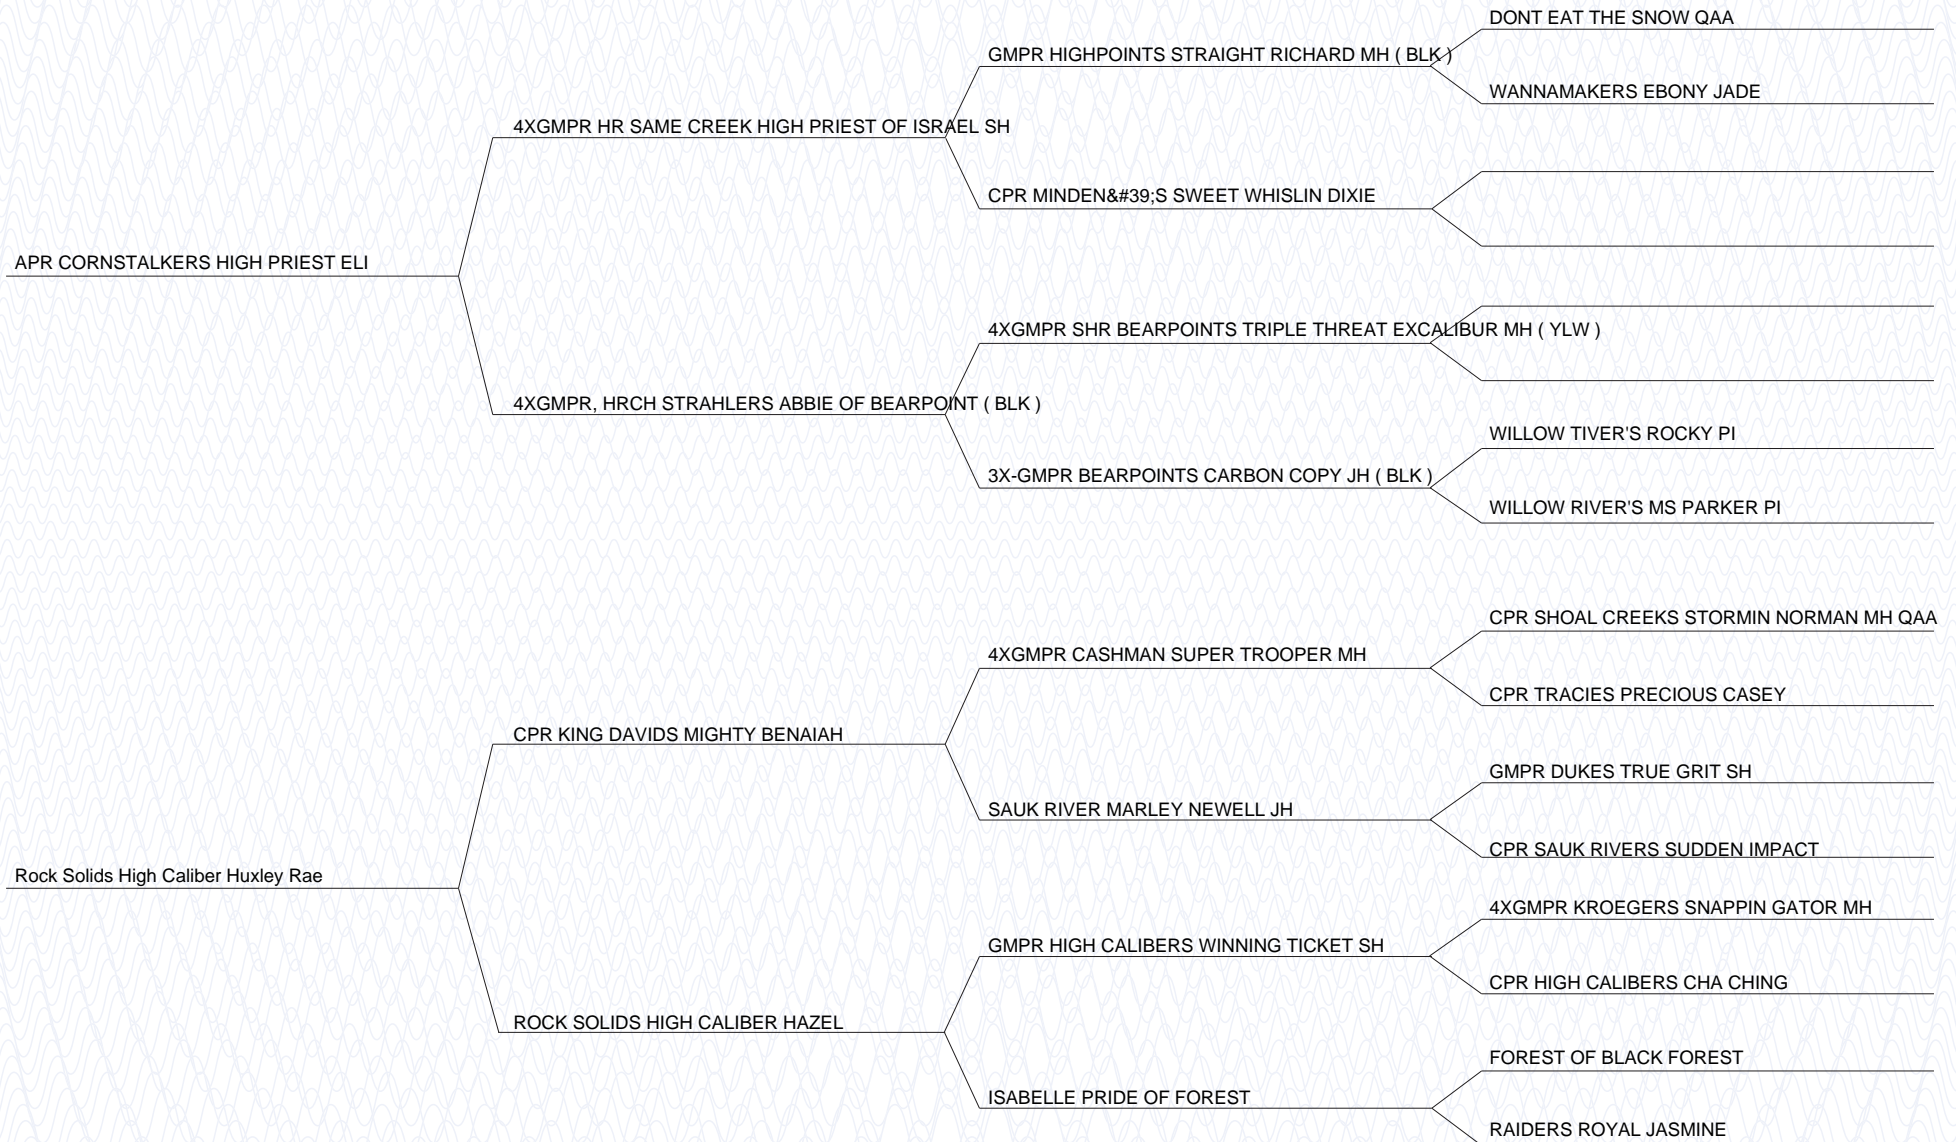 DONT EAT THE SNOW QAA
GMPR HIGHPOINTS STRAIGHT RICHARD MH ( BLK )
WANNAMAKERS EBONY JADE
4XGMPR HR SAME CREEK HIGH PRIEST OF ISRAEL SH
CPR MINDEN&#39;S SWEET WHISLIN DIXIE
APR CORNSTALKERS HIGH PRIEST ELI
4XGMPR SHR BEARPOINTS TRIPLE THREAT EXCALIBUR MH ( YLW )
4XGMPR, HRCH STRAHLERS ABBIE OF BEARPOINT ( BLK )
WILLOW TIVER'S ROCKY PI
3X-GMPR BEARPOINTS CARBON COPY JH ( BLK )
WILLOW RIVER'S MS PARKER PI
CPR SHOAL CREEKS STORMIN NORMAN MH QAA
4XGMPR CASHMAN SUPER TROOPER MH
CPR TRACIES PRECIOUS CASEY
CPR KING DAVIDS MIGHTY BENAIAH
GMPR DUKES TRUE GRIT SH
SAUK RIVER MARLEY NEWELL JH
CPR SAUK RIVERS SUDDEN IMPACT
Rock Solids High Caliber Huxley Rae
4XGMPR KROEGERS SNAPPIN GATOR MH
GMPR HIGH CALIBERS WINNING TICKET SH
CPR HIGH CALIBERS CHA CHING
ROCK SOLIDS HIGH CALIBER HAZEL
FOREST OF BLACK FOREST
ISABELLE PRIDE OF FOREST
RAIDERS ROYAL JASMINE